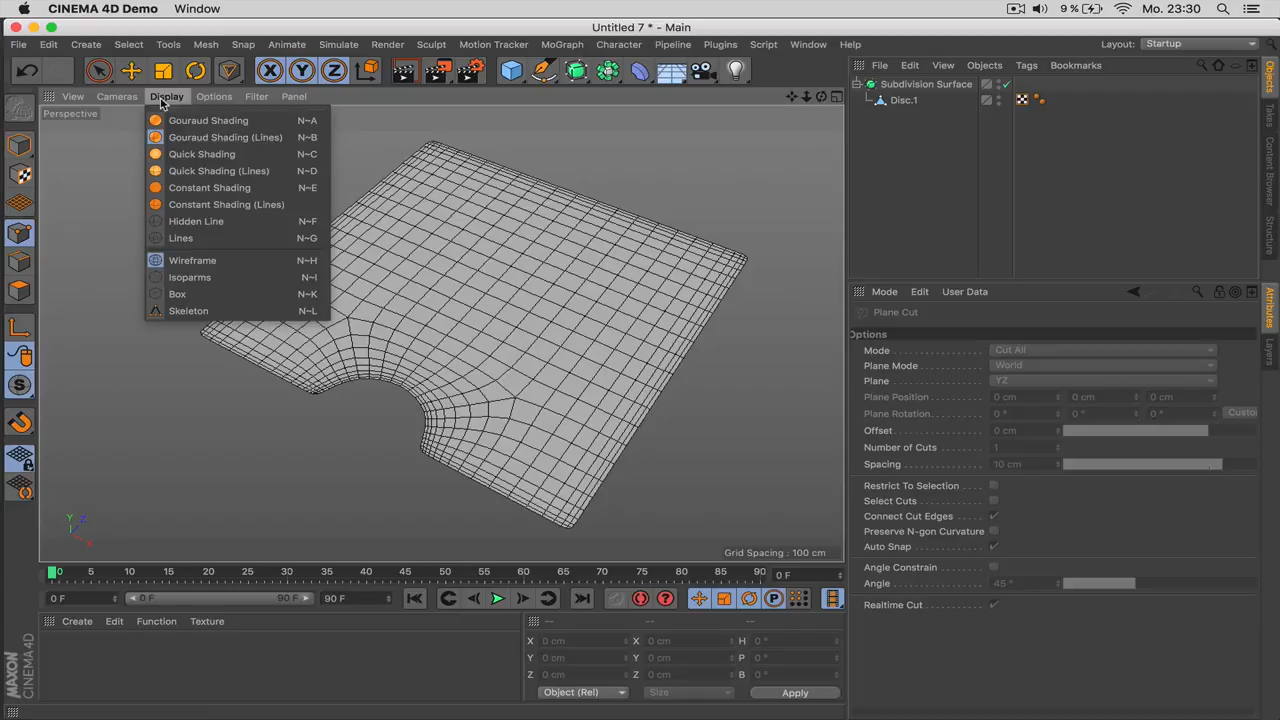 CINEMA 4D Demo Window 9 % Mo. 23:30
Untitled 7 * - Main
File Edit Create Select Tools Mesh Snap Animate Simulate Render Sculpt Motion Tracker MoGraph Character Pipeline Plugins Script Window Help Layout: Startup
File Edit View Objects Tags Bookmarks
View Cameras Display Options Filter Panel
Subdivision Surface
Disc.1
Perspective
Gouraud Shading N~A
Gouraud Shading (Lines) N~B
Quick Shading N~C
Quick Shading (Lines) N~D
Constant Shading N~E
Constant Shading (Lines) N~F
Hidden Line N~F
Lines N~G
Wireframe N~H
Isoparms N~I
Box N~K
Skeleton N~L
Objects
Content Browser
Structure
Mode Edit User Data
Plane Cut
Options
Mode Cut All
Plane Mode World
Plane YZ
Plane Position 0 cm 0 cm 0 cm
Plane Rotation 0 ° 0 ° 0 ° Custo
Offset 0 cm
Number of Cuts 1
Spacing 10 cm
Restrict To Selection
Select Cuts
Connect Cut Edges
Preserve N-gon Curvature
Auto Snap
Angle Constrain
Angle 45 °
Realtime Cut
Attributes
Layers
Y Z X
Grid Spacing : 100 cm
0 5 10 15 20 25 30 35 40 45 50 55 60 65 70 75 80 85 90 0 F
0 F 0 F 90 F 90 F
Create Edit Function Texture
-- -- --
X 0 cm X 0 cm H 0 °
Y 0 cm Y 0 cm P 0 °
Z 0 cm Z 0 cm B 0 °
Object (Rel) Size Apply
MAXON
CINEMA 4D